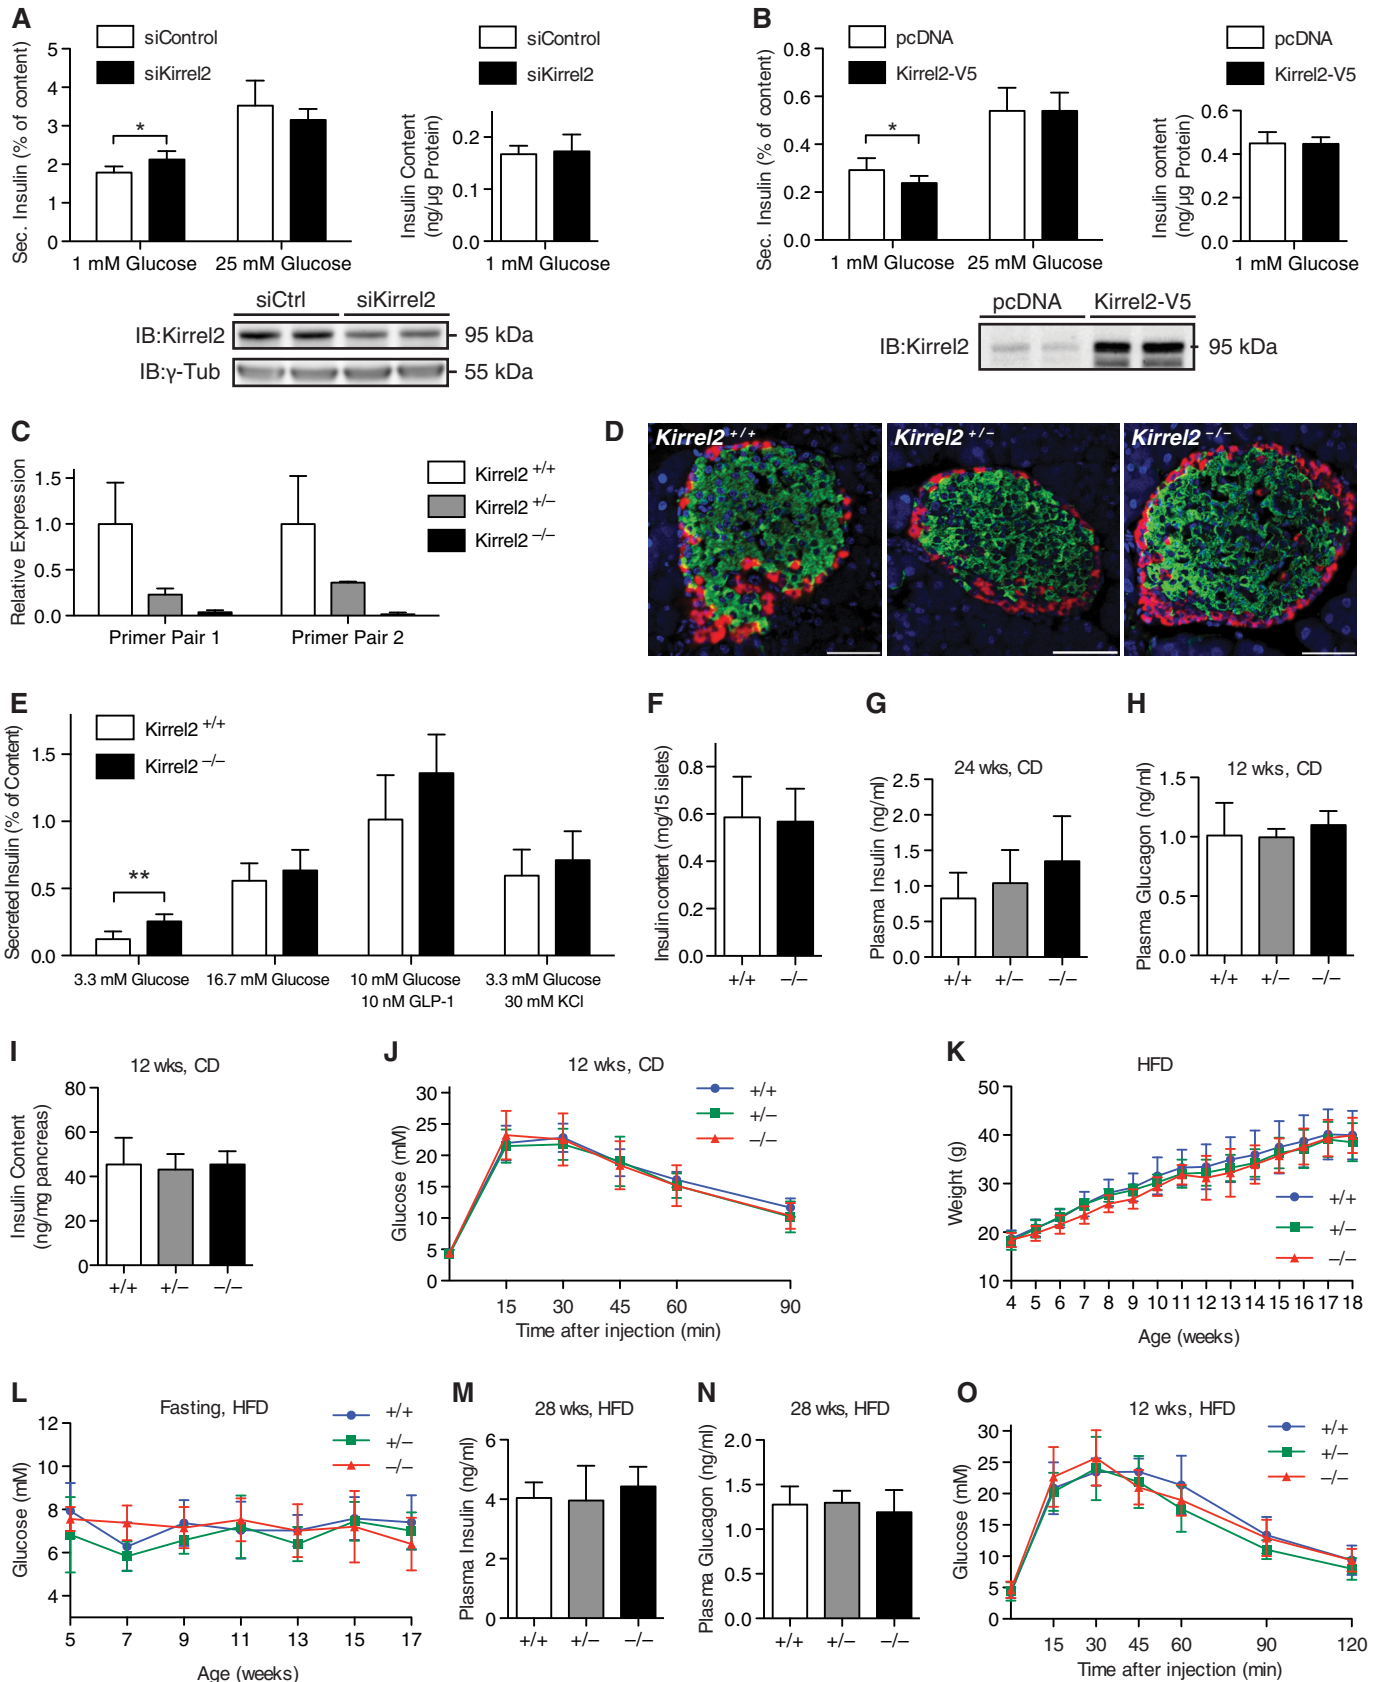 A
siControl
siKirrel2
Sec. Insulin (% of content)
5
4
3
2
1
0
*
1 mM Glucose
25 mM Glucose
siControl
siKirrel2
Insulin Content
(ng/µg Protein)
0.2
0.1
0.0
1 mM Glucose
siCtrl
siKirrel2
IB:Kirrel2
95 kDa
IB:γ-Tub
55 kDa
B
pcDNA
Kirrel2-V5
Sec. Insulin (% of content)
0.8
0.6
0.4
0.2
0.0
*
1 mM Glucose
25 mM Glucose
pcDNA
Kirrel2-V5
Insulin content
(ng/µg Protein)
0.6
0.4
0.2
0.0
1 mM Glucose
pcDNA
Kirrel2-V5
IB:Kirrel2
95 kDa
C
Relative Expression
1.5
1.0
0.5
0.0
Primer Pair 1
Primer Pair 2
Kirrel2 +/+
Kirrel2 +/−
Kirrel2 −/−
D
Kirrel2 +/+
Kirrel2 +/−
Kirrel2 −/−
E
Kirrel2 +/+
Kirrel2 −/−
Secreted Insulin (% of Content)
1.5
1.0
0.5
0.0
**
3.3 mM Glucose
16.7 mM Glucose
10 mM Glucose
10 nM GLP-1
3.3 mM Glucose
30 mM KCl
F
Insulin content (mg/15 islets)
0.8
0.6
0.4
0.2
0.0
+/+
−/−
G
24 wks, CD
Plasma Insulin (ng/ml)
2.5
2.0
1.5
1.0
0.5
0.0
+/+
+/−
−/−
H
12 wks, CD
Plasma Glucagon (ng/ml)
1.5
1.0
0.5
0.0
+/+
+/−
−/−
I
12 wks, CD
Insulin Content
(ng/mg pancreas)
80
60
40
20
0
+/+
+/−
−/−
J
12 wks, CD
Glucose (mM)
30
25
20
15
10
5
0
15
30
45
60
90
Time after injection (min)
+/+
+/−
−/−
K
HFD
Weight (g)
50
40
30
20
10
4 5 6 7 8 9 10 11 12 13 14 15 16 17 18
Age (weeks)
+/+
+/−
−/−
L
Fasting, HFD
Glucose (mM)
12
10
8
6
4
5
7
9
11
13
15
17
Age (weeks)
+/+
+/−
−/−
M
28 wks, HFD
Plasma Insulin (ng/ml)
6
4
2
0
+/+
+/−
−/−
N
28 wks, HFD
Plasma Glucagon (ng/ml)
2.0
1.5
1.0
0.5
0.0
+/+
+/−
−/−
O
12 wks, HFD
Glucose (mM)
30
25
20
15
10
5
0
15
30
45
60
90
120
Time after injection (min)
+/+
+/−
−/−